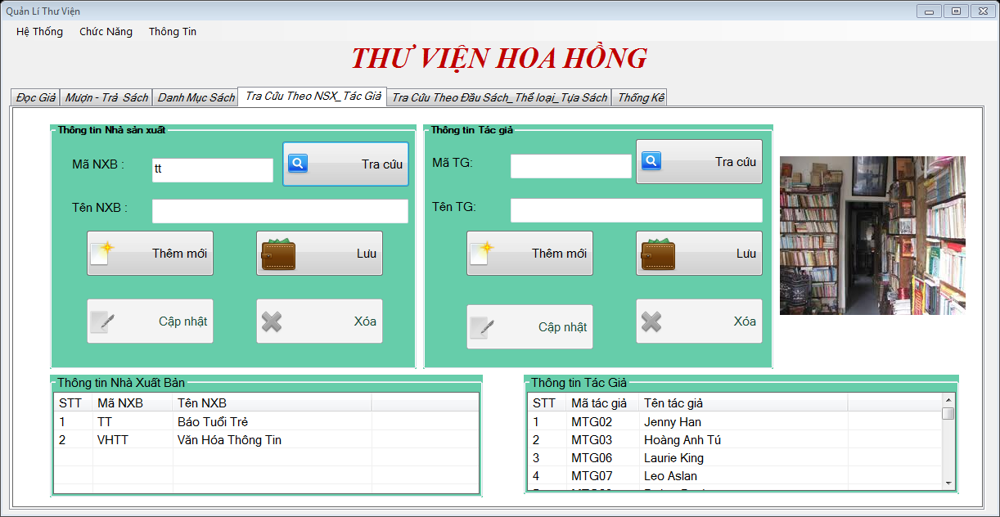 Quản Lí Thư Viện
Hệ Thống Chức Năng Thông Tin
THƯ VIỆN HOA HỒNG
Đọc Giả Mượn - Trả Sách Danh Mục Sách Tra Cứu Theo NSX_Tác Giả Tra Cứu Theo Đầu Sách_Thể loại_Tựa Sách Thống Kê
Thông tin Nhà sản xuất
Mã NXB : tt Tra cứu
Tên NXB :
Thêm mới Lưu
Cập nhật Xóa
Thông tin Tác giả
Mã TG: Tra cứu
Tên TG:
Thêm mới Lưu
Cập nhật Xóa
Thông tin Nhà Xuất Bản
STT Mã NXB Tên NXB
1 TT Báo Tuổi Trẻ
2 VHTT Văn Hóa Thông Tin
Thông tin Tác Giả
STT Mã tác giả Tên tác giả
1 MTG02 Jenny Han
2 MTG03 Hoàng Anh Tú
3 MTG06 Laurie King
4 MTG07 Leo Aslan